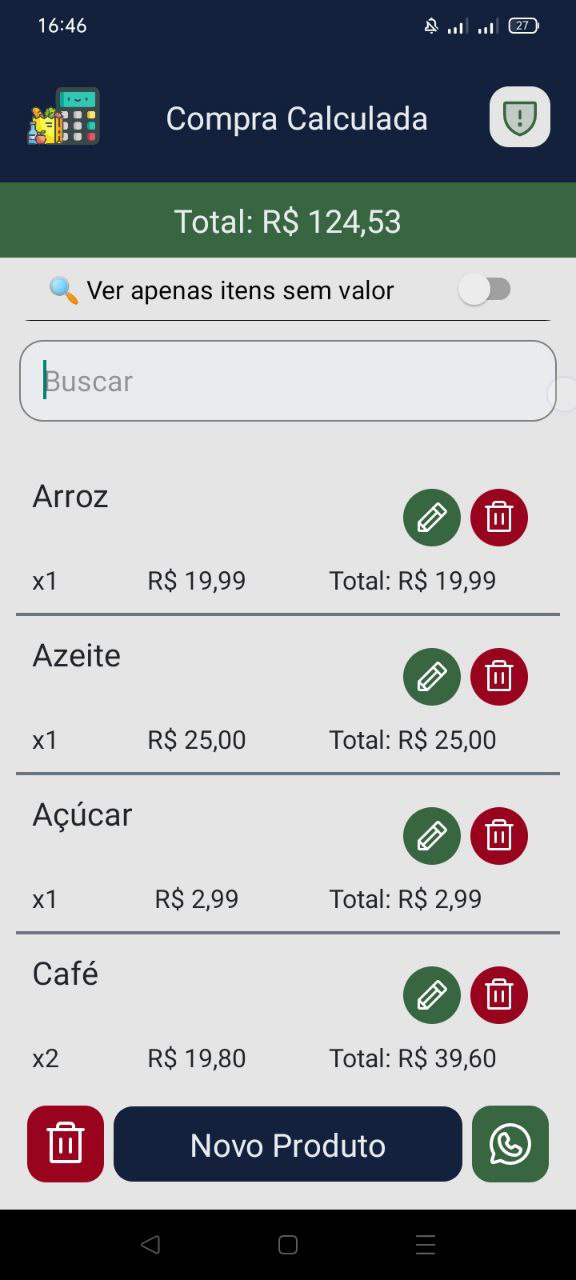 16:46
27
Compra Calculada
Total: R$ 124,53
Ver apenas itens sem valor
Buscar
Arroz
x1 R$ 19,99 Total: R$ 19,99
Azeite
x1 R$ 25,00 Total: R$ 25,00
Açúcar
x1 R$ 2,99 Total: R$ 2,99
Café
x2 R$ 19,80 Total: R$ 39,60
Novo Produto